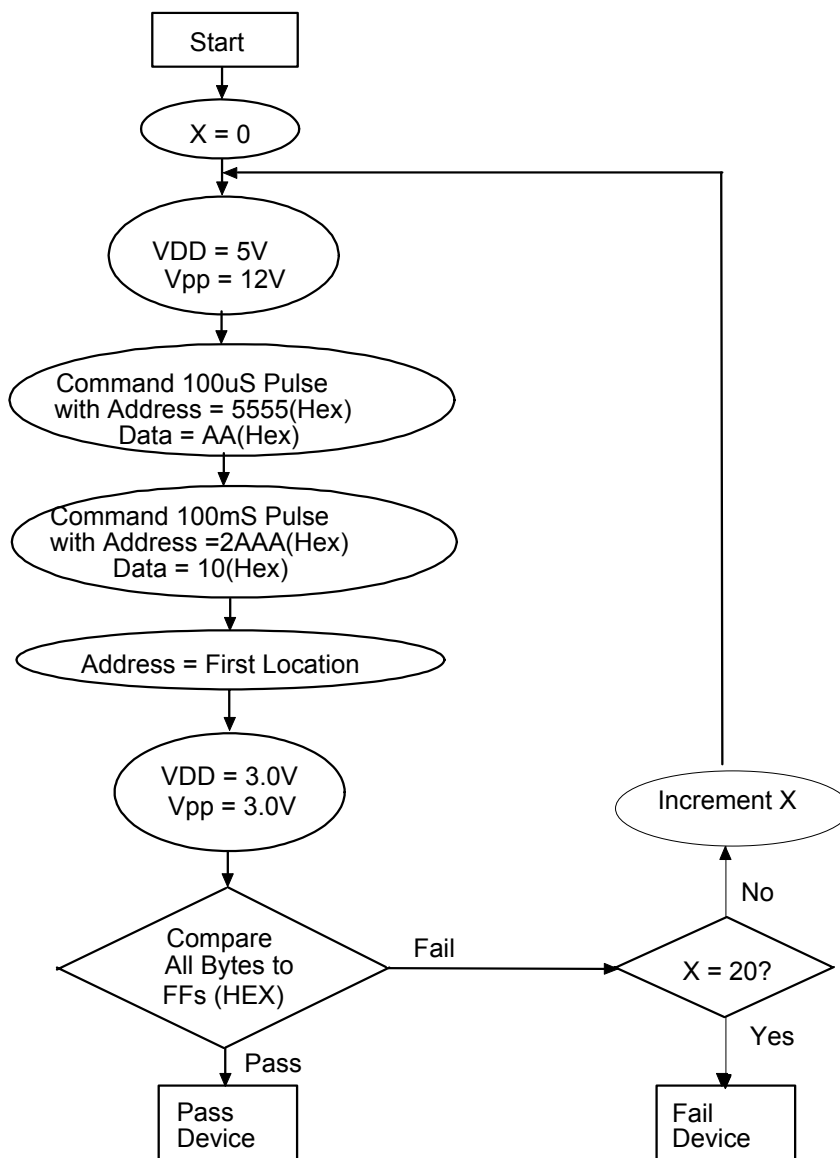 Start
X = 0
VDD = 5V
Vpp = 12V
Command 100uS Pulse
with Address = 5555(Hex)
Data = AA(Hex)
Command 100mS Pulse
with Address =2AAA(Hex)
Data = 10(Hex)
Address = First Location
VDD = 3.0V
Vpp = 3.0V
Increment X
No
Compare
All Bytes to
FFs (HEX)
Fail
X = 20?
Pass
Yes
Pass
Device
Fail
Device